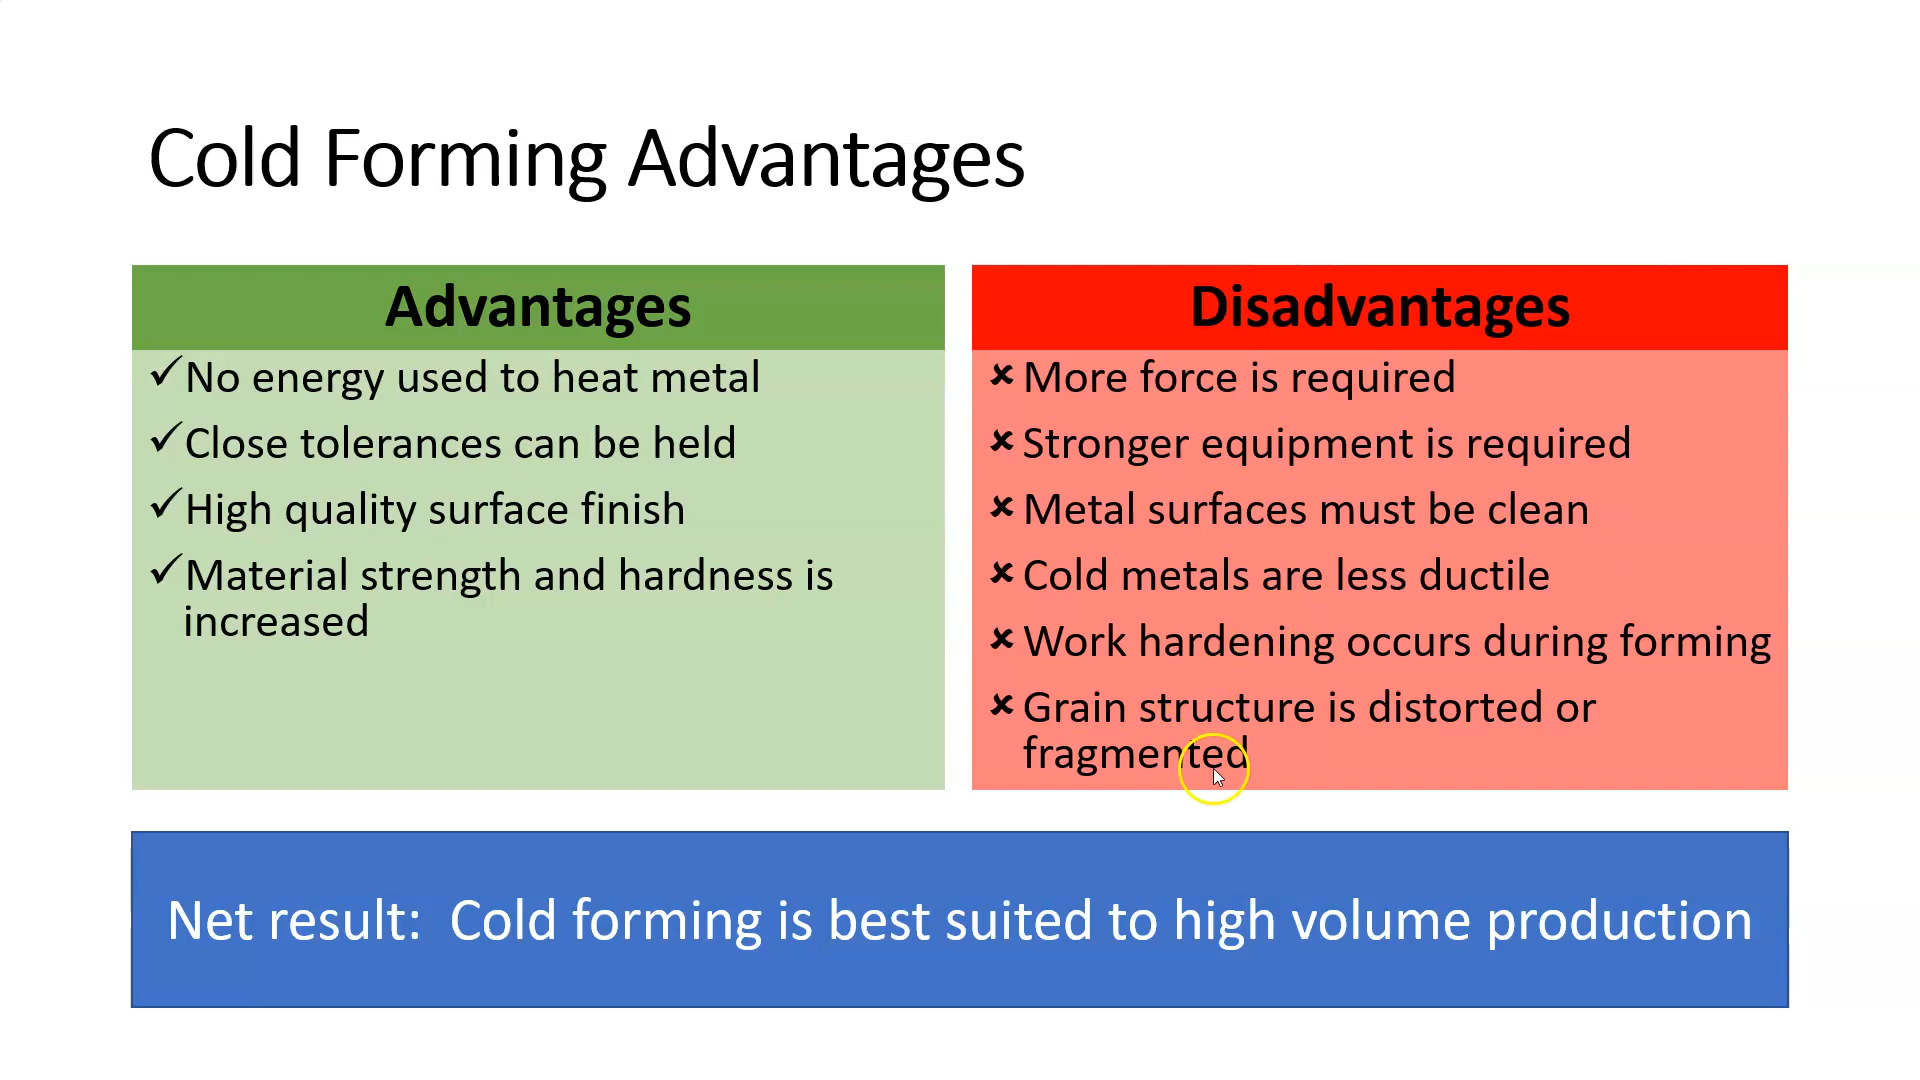 Cold Forming Advantages
Advantages
✓No energy used to heat metal
✓Close tolerances can be held
✓High quality surface finish
✓Material strength and hardness is
increased
Disadvantages
✘More force is required
✘Stronger equipment is required
✘Metal surfaces must be clean
✘Cold metals are less ductile
✘Work hardening occurs during forming
✘Grain structure is distorted or
fragmented
Net result:  Cold forming is best suited to high volume production